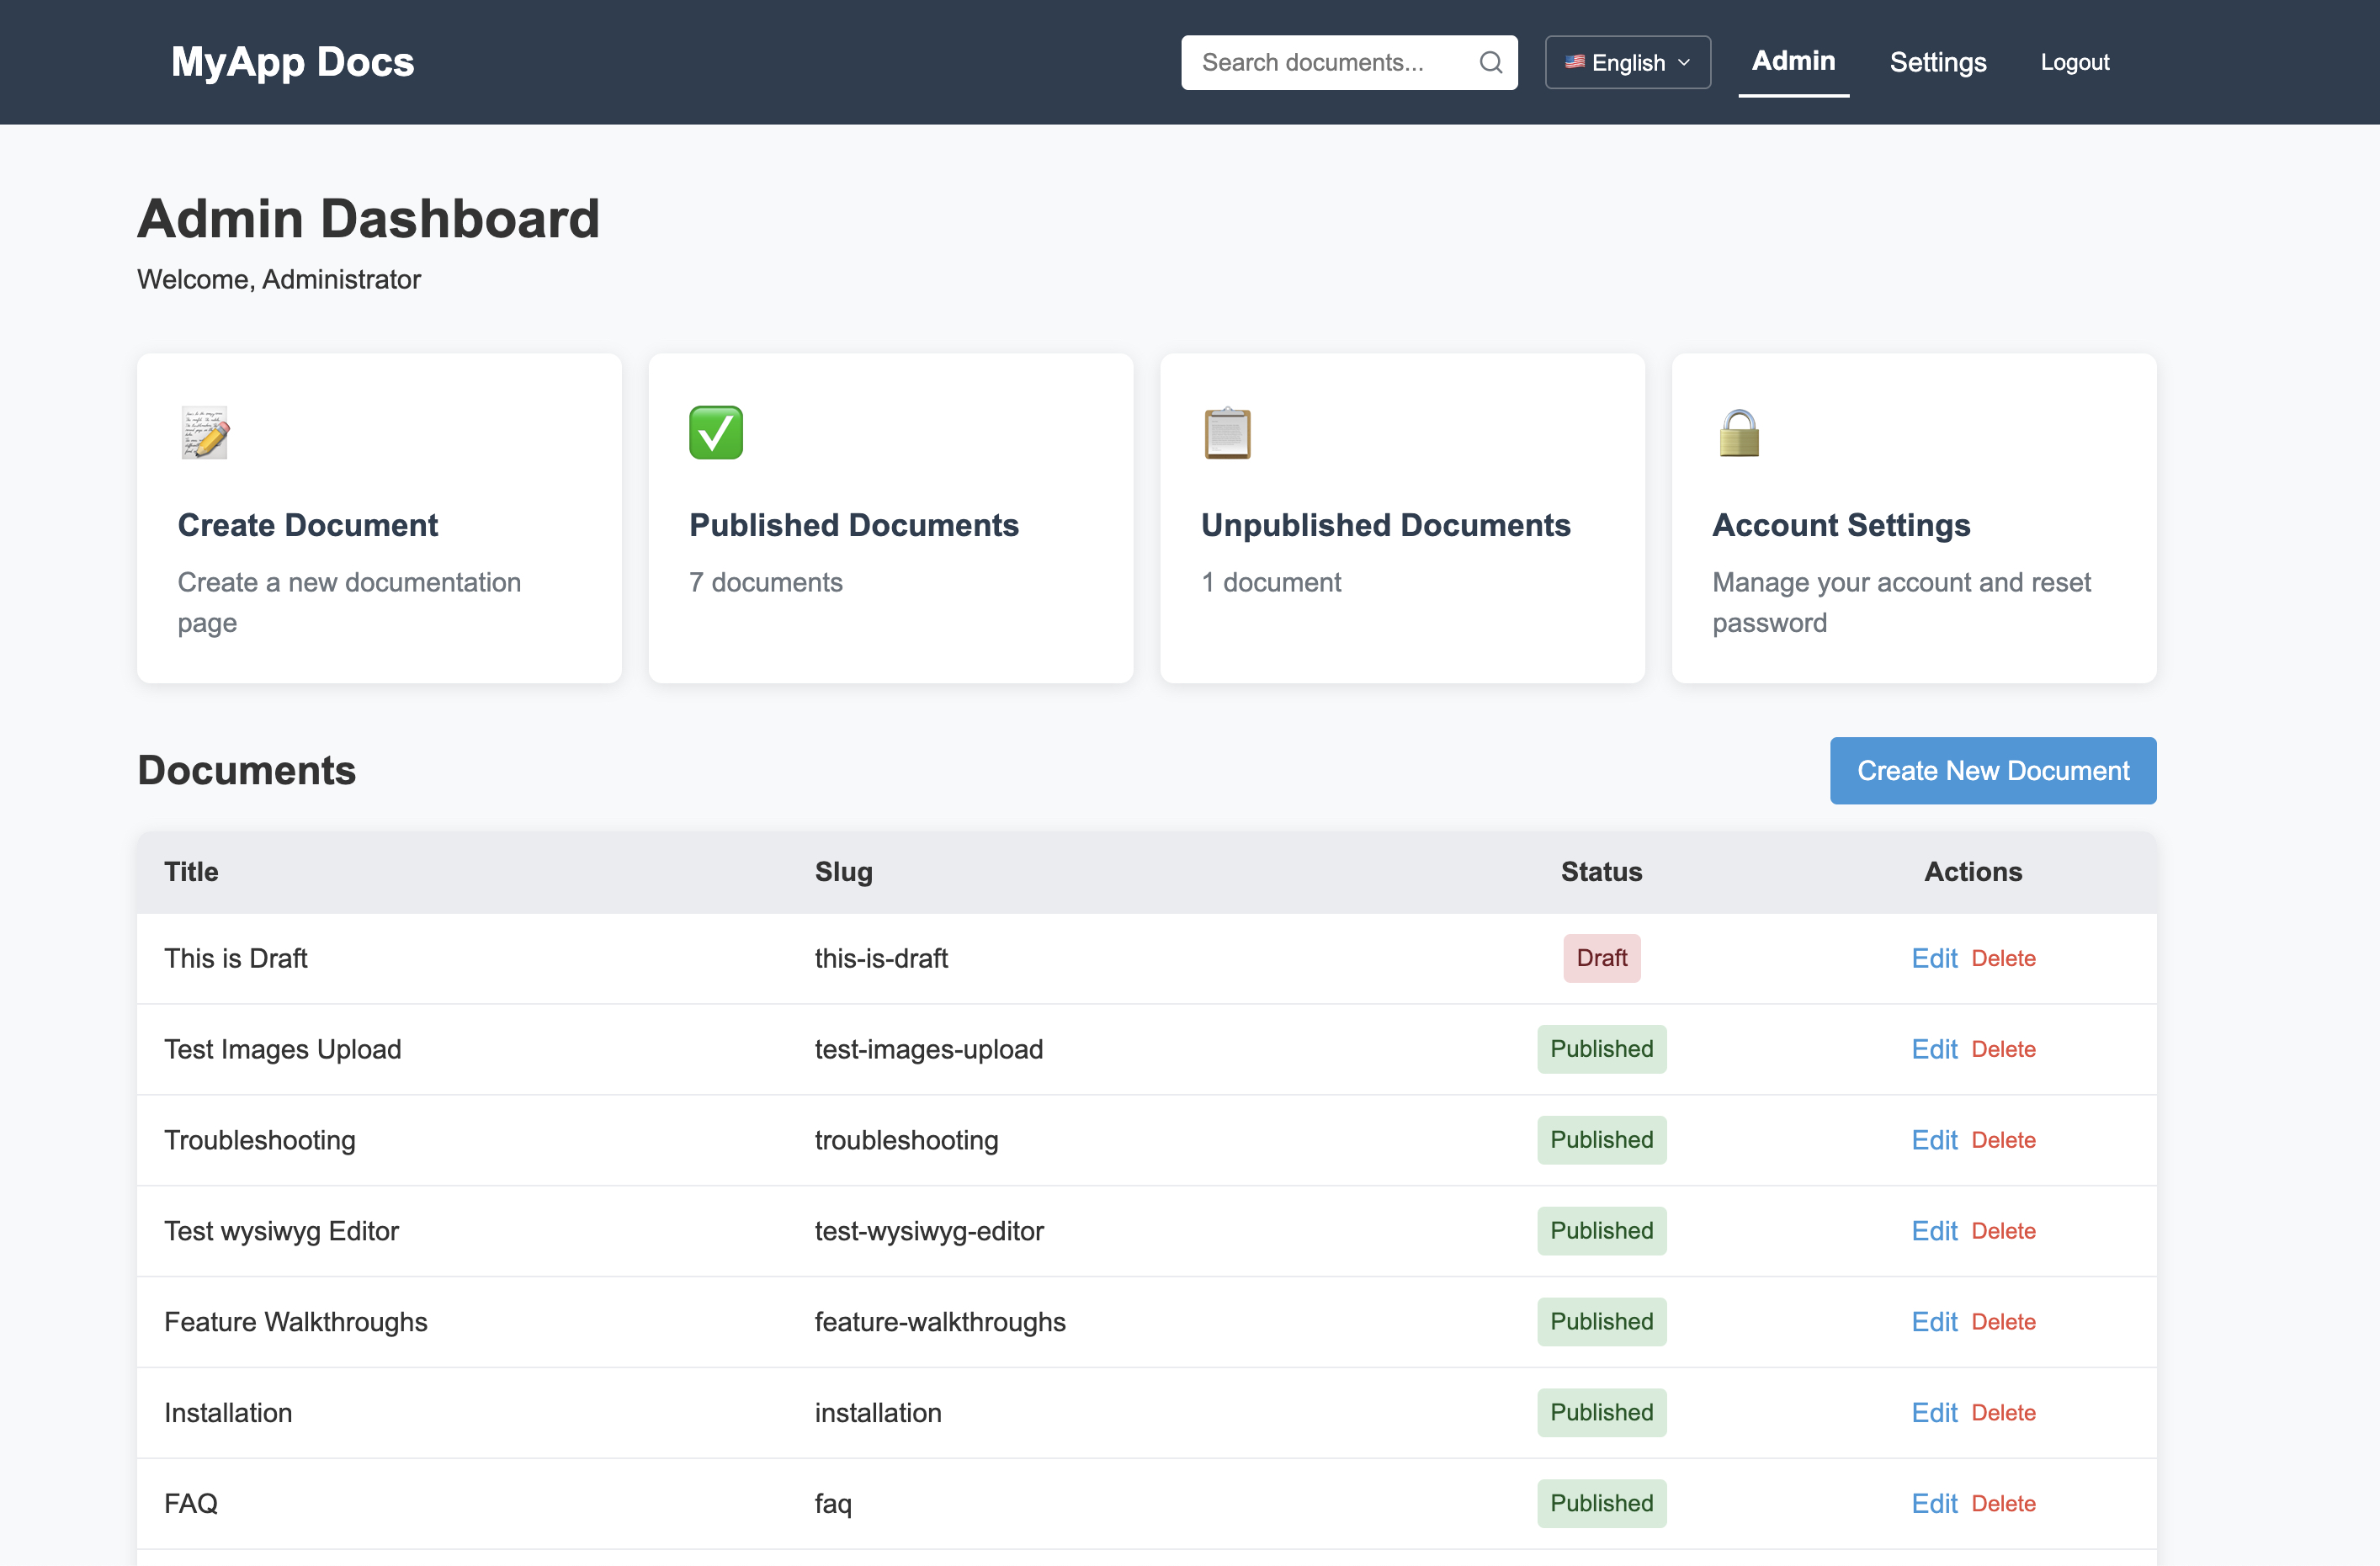 MyApp Docs
Search documents...
English
Admin
Settings
Logout
Admin Dashboard
Welcome, Administrator
Create Document
Create a new documentation
page
Published Documents
7 documents
Unpublished Documents
1 document
Account Settings
Manage your account and reset
password
Documents
Create New Document
Title Slug Status Actions
This is Draft this-is-draft Draft Edit Delete
Test Images Upload test-images-upload Published Edit Delete
Troubleshooting troubleshooting Published Edit Delete
Test wysiwyg Editor test-wysiwyg-editor Published Edit Delete
Feature Walkthroughs feature-walkthroughs Published Edit Delete
Installation installation Published Edit Delete
FAQ faq Published Edit Delete